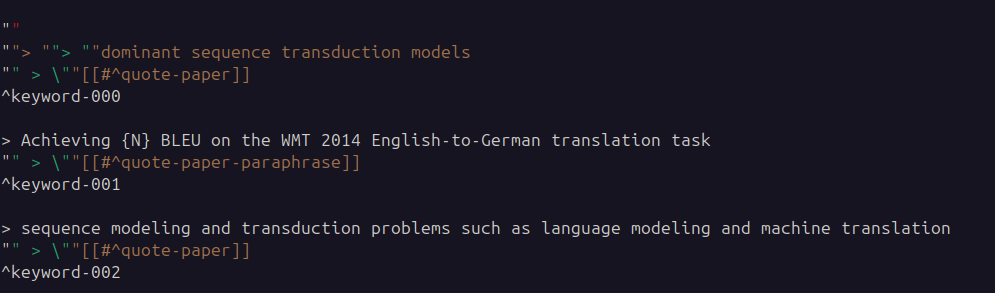 ""
""> ""> ""dominant sequence transduction models
"" > \""[[#^quote-paper]]
^keyword-000
> Achieving {N} BLEU on the WMT 2014 English-to-German translation task
"" > \""[[#^quote-paper-paraphrase]]
^keyword-001
> sequence modeling and transduction problems such as language modeling and machine translation
"" > \""[[#^quote-paper]]
^keyword-002